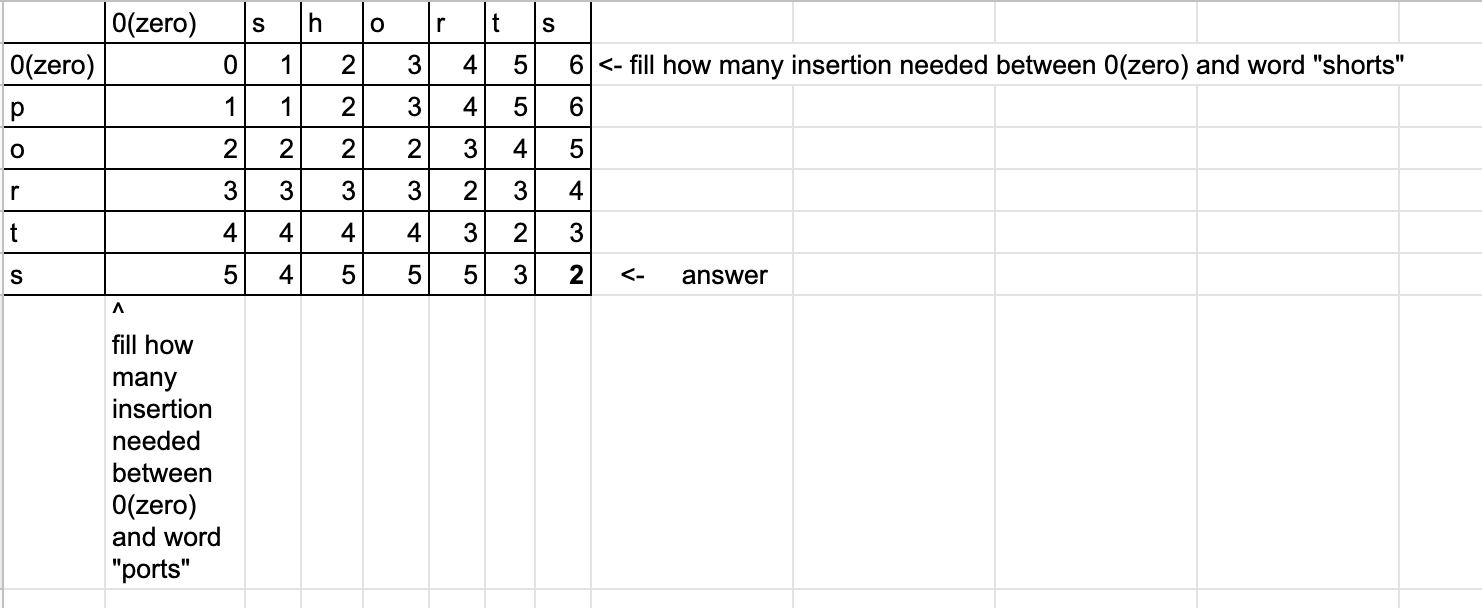 0(zero) s h o r t s
0(zero) 0 1 2 3 4 5 6 <- fill how many insertion needed between 0(zero) and word "shorts"
p 1 1 2 3 4 5 6
o 2 2 2 2 3 4 5
r 3 3 3 3 2 3 4
t 4 4 4 4 3 2 3
s 5 4 5 5 5 3 2 <- answer
^
fill how
many
insertion
needed
between
0(zero)
and word
"ports"